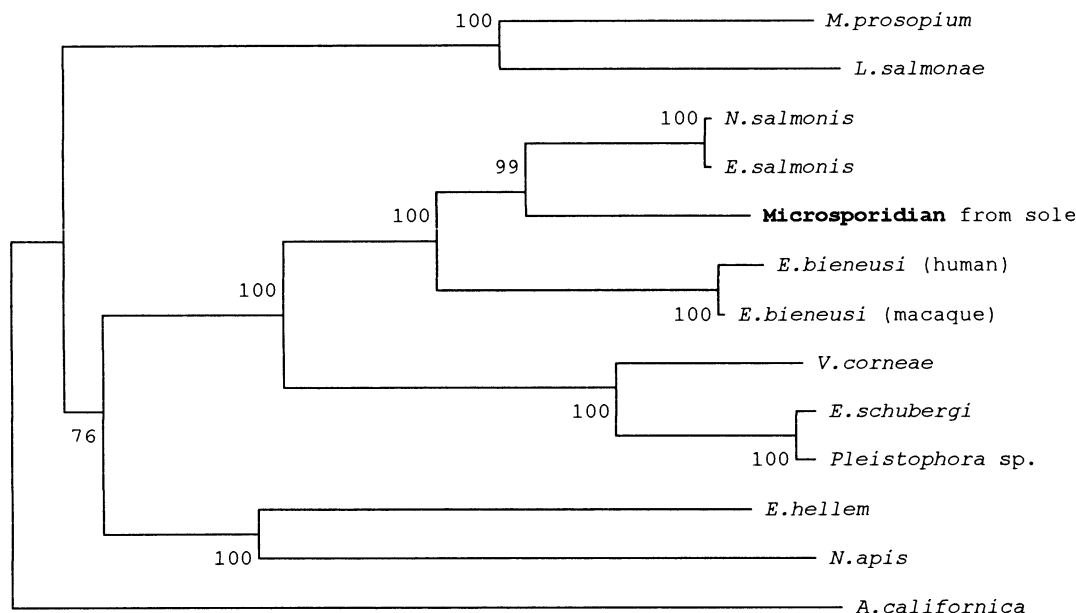 100
M.prosopium
L.salmonae
100
N.salmonis
99
E.salmonis
100
Microsporidian from sole
E.bieneusi (human)
100
100
E.bieneusi (macaque)
V.corneae
100
E.schubergi
76
100
Pleistophora sp.
E.hellem
100
N.apis
A.californica